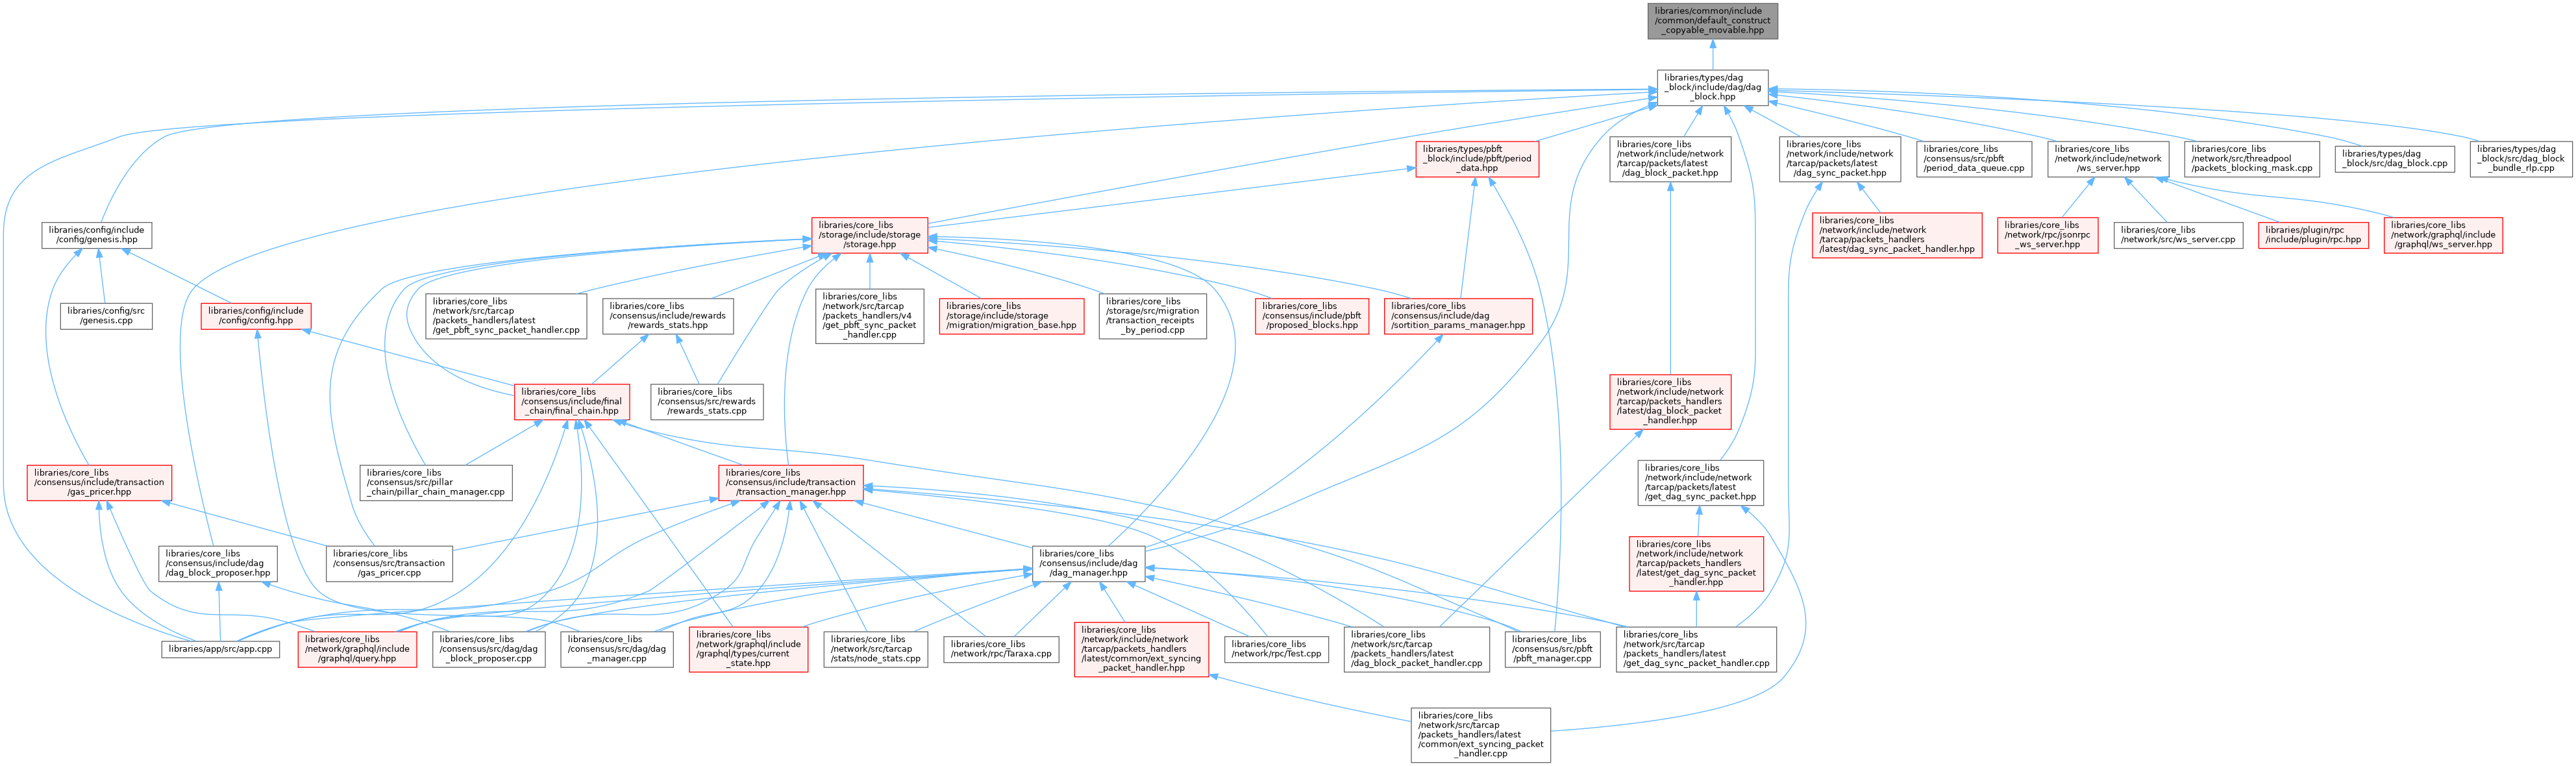 libraries/common/include
/common/default_construct
_copyable_movable.hpp
libraries/types/dag
_block/include/dag/dag
_block.hpp
libraries/types/pbft
_block/include/pbft/period
_data.hpp
libraries/core_libs
/network/include/network
/tarcap/packets/latest
/dag_block_packet.hpp
libraries/core_libs
/network/include/network
/tarcap/packets/latest
/dag_sync_packet.hpp
libraries/core_libs
/consensus/src/pbft
/period_data_queue.cpp
libraries/core_libs
/network/include/network
/ws_server.hpp
libraries/core_libs
/network/src/threadpool
/packets_blocking_mask.cpp
libraries/types/dag
_block/src/dag_block.cpp
libraries/types/dag
_block/src/dag_block
_bundle_rlp.cpp
libraries/config/include
/config/genesis.hpp
libraries/core_libs
/storage/include/storage
/storage.hpp
libraries/core_libs
/network/include/network
/tarcap/packets_handlers
/latest/dag_sync_packet_handler.hpp
libraries/core_libs
/network/rpc/jsonrpc
_ws_server.hpp
libraries/core_libs
/network/src/ws_server.cpp
libraries/plugin/rpc
/include/plugin/rpc.hpp
libraries/core_libs
/network/graphql/include
/graphql/ws_server.hpp
libraries/config/src
/genesis.cpp
libraries/config/include
/config/config.hpp
libraries/core_libs
/network/src/tarcap
/packets_handlers/latest
/get_pbft_sync_packet_handler.cpp
libraries/core_libs
/consensus/include/rewards
/rewards_stats.hpp
libraries/core_libs
/network/src/tarcap
/packets_handlers/v4
/get_pbft_sync_packet
_handler.cpp
libraries/core_libs
/storage/include/storage
/migration/migration_base.hpp
libraries/core_libs
/storage/src/migration
/transaction_receipts
_by_period.cpp
libraries/core_libs
/consensus/include/pbft
/proposed_blocks.hpp
libraries/core_libs
/consensus/include/dag
/sortition_params_manager.hpp
libraries/core_libs
/consensus/include/final
_chain/final_chain.hpp
libraries/core_libs
/consensus/src/rewards
/rewards_stats.cpp
libraries/core_libs
/network/include/network
/tarcap/packets_handlers
/latest/dag_block_packet
_handler.hpp
libraries/core_libs
/consensus/include/transaction
/gas_pricer.hpp
libraries/core_libs
/consensus/src/pillar
_chain/pillar_chain_manager.cpp
libraries/core_libs
/consensus/include/transaction
/transaction_manager.hpp
libraries/core_libs
/network/include/network
/tarcap/packets/latest
/get_dag_sync_packet.hpp
libraries/core_libs
/consensus/include/dag
/dag_block_proposer.hpp
libraries/core_libs
/consensus/src/transaction
/gas_pricer.cpp
libraries/core_libs
/consensus/include/dag
/dag_manager.hpp
libraries/core_libs
/network/include/network
/tarcap/packets_handlers
/latest/get_dag_sync_packet
_handler.hpp
libraries/app/src/app.cpp
libraries/core_libs
/network/graphql/include
/graphql/query.hpp
libraries/core_libs
/consensus/src/dag/dag
_block_proposer.cpp
libraries/core_libs
/consensus/src/dag/dag
_manager.cpp
libraries/core_libs
/network/graphql/include
/graphql/types/current
_state.hpp
libraries/core_libs
/network/src/tarcap
/stats/node_stats.cpp
libraries/core_libs
/network/rpc/Taraxa.cpp
libraries/core_libs
/network/include/network
/tarcap/packets_handlers
/latest/common/ext_syncing
_packet_handler.hpp
libraries/core_libs
/network/rpc/Test.cpp
libraries/core_libs
/network/src/tarcap
/packets_handlers/latest
/dag_block_packet_handler.cpp
libraries/core_libs
/consensus/src/pbft
/pbft_manager.cpp
libraries/core_libs
/network/src/tarcap
/packets_handlers/latest
/get_dag_sync_packet_handler.cpp
libraries/core_libs
/network/src/tarcap
/packets_handlers/latest
/common/ext_syncing_packet
_handler.cpp